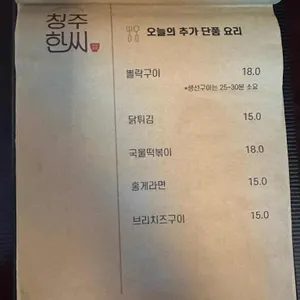 청주
한씨
오늘의 추가 단품 요리
뽈락구이 18.0
*생선구이는 25~30분 소요
닭튀김 15.0
국물떡볶이 18.0
홍게라면 15.0
브리치즈구이 15.0